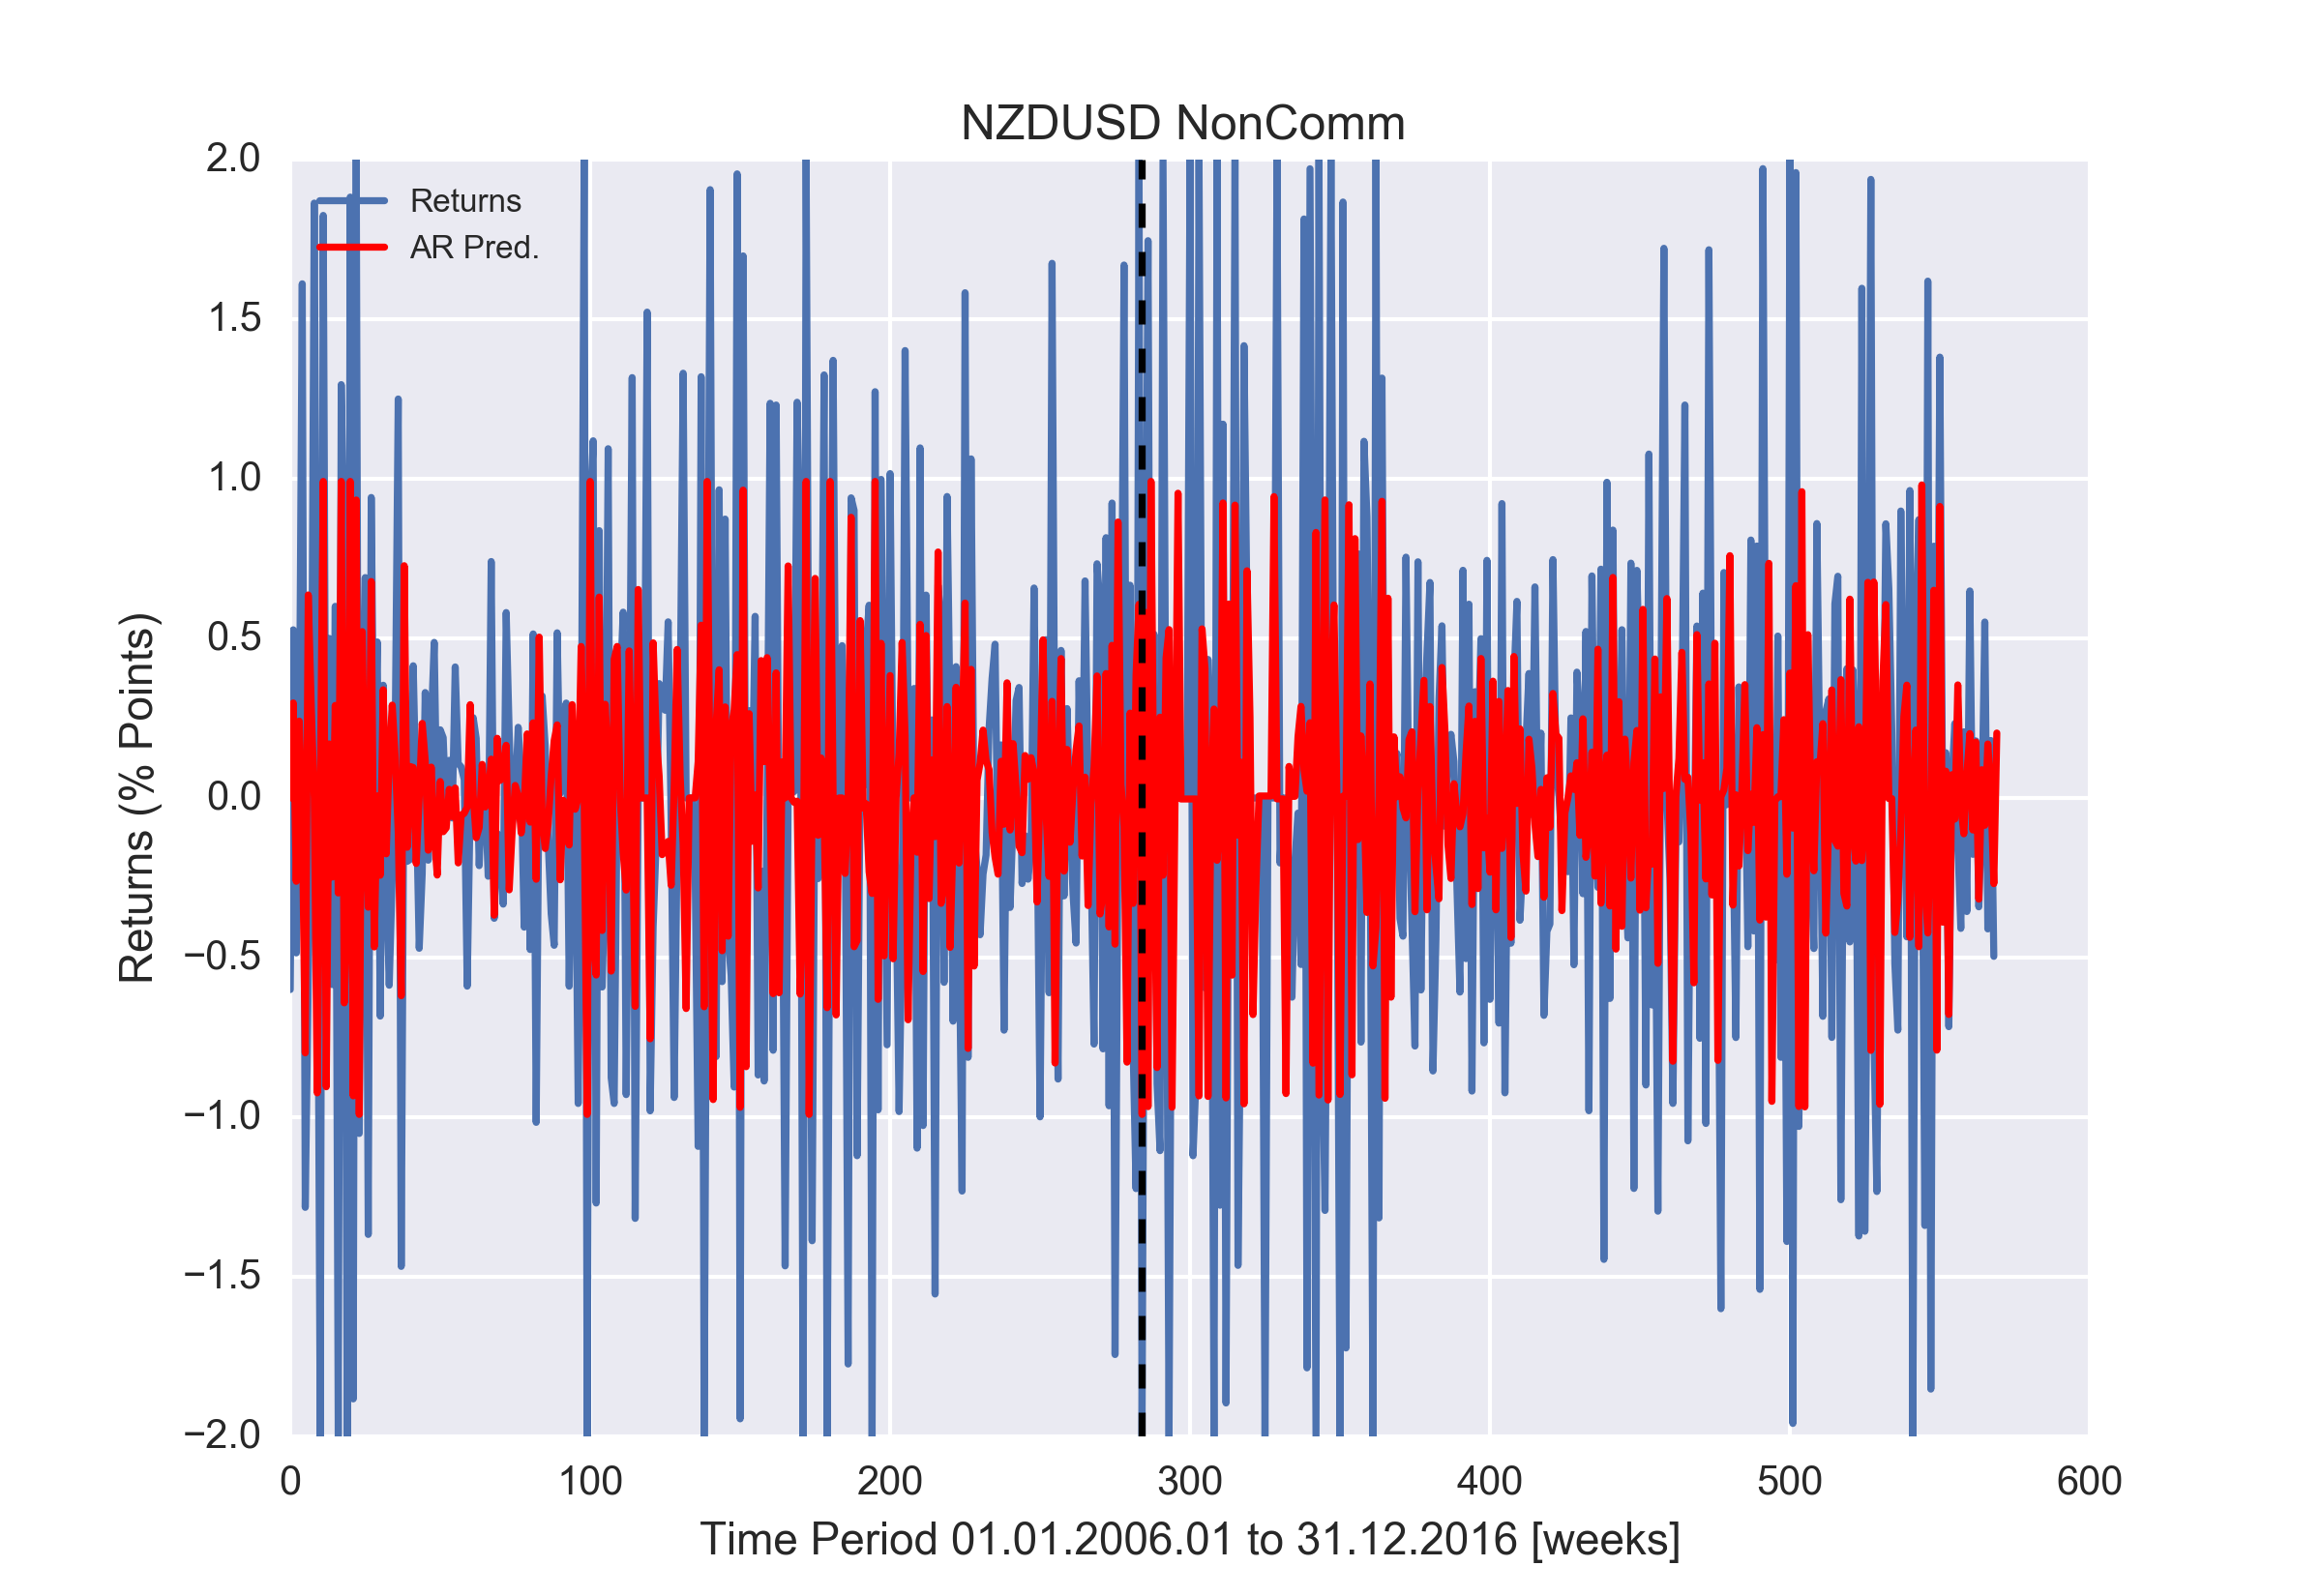 NZDUSD NonComm
2.0
1.5
1.0
0.5
0.0
−0.5
−1.0
−1.5
−2.0
Returns
AR Pred.
Returns (% Points)
0 100 200 300 400 500 600
Time Period 01.01.2006.01 to 31.12.2016 [weeks]